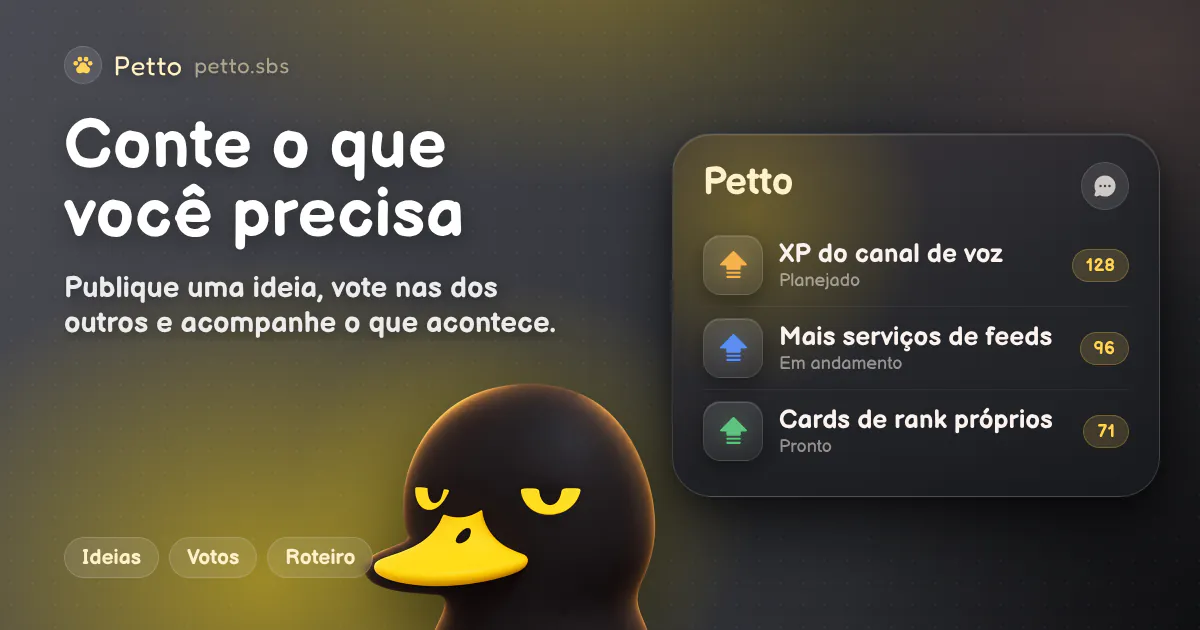 Petto petto.sbs
Conte o que
você precisa
Publique uma ideia, vote nas dos
outros e acompanhe o que acontece.
Ideias Votos Roteiro
Petto
XP do canal de voz
Planejado
128
Mais serviços de feeds
Em andamento
96
Cards de rank próprios
Pronto
71